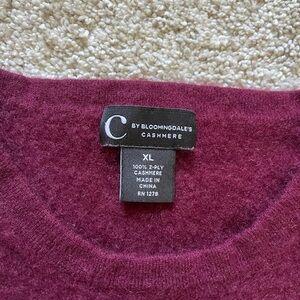 C BY BLOOMINGDALE'S
CASHMERE
XL
100% 2-PLY
CASHMERE
MADE IN
CHINA
RN 1278